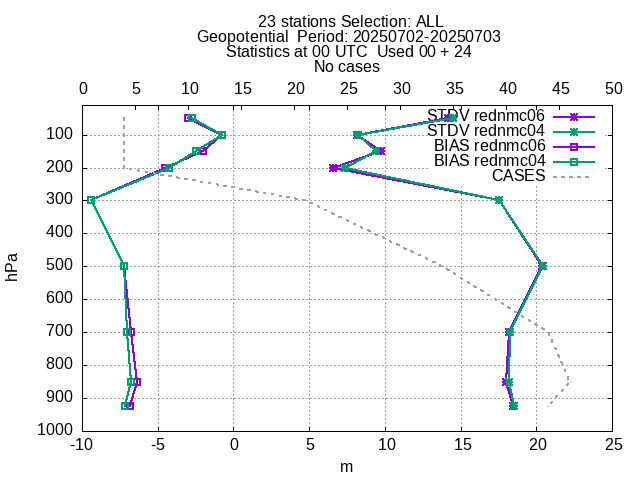 23 stations Selection: ALL
Geopotential  Period: 20250702-20250703
Statistics at 00 UTC  Used 00 + 24
No cases
0 5 10 15 20 25 30 35 40 45 50
STDV rednmc06
STDV rednmc04
BIAS rednmc06
BIAS rednmc04
CASES
100
200
300
400
500
600
700
800
900
1000
hPa
-10 -5 0 5 10 15 20 25
m